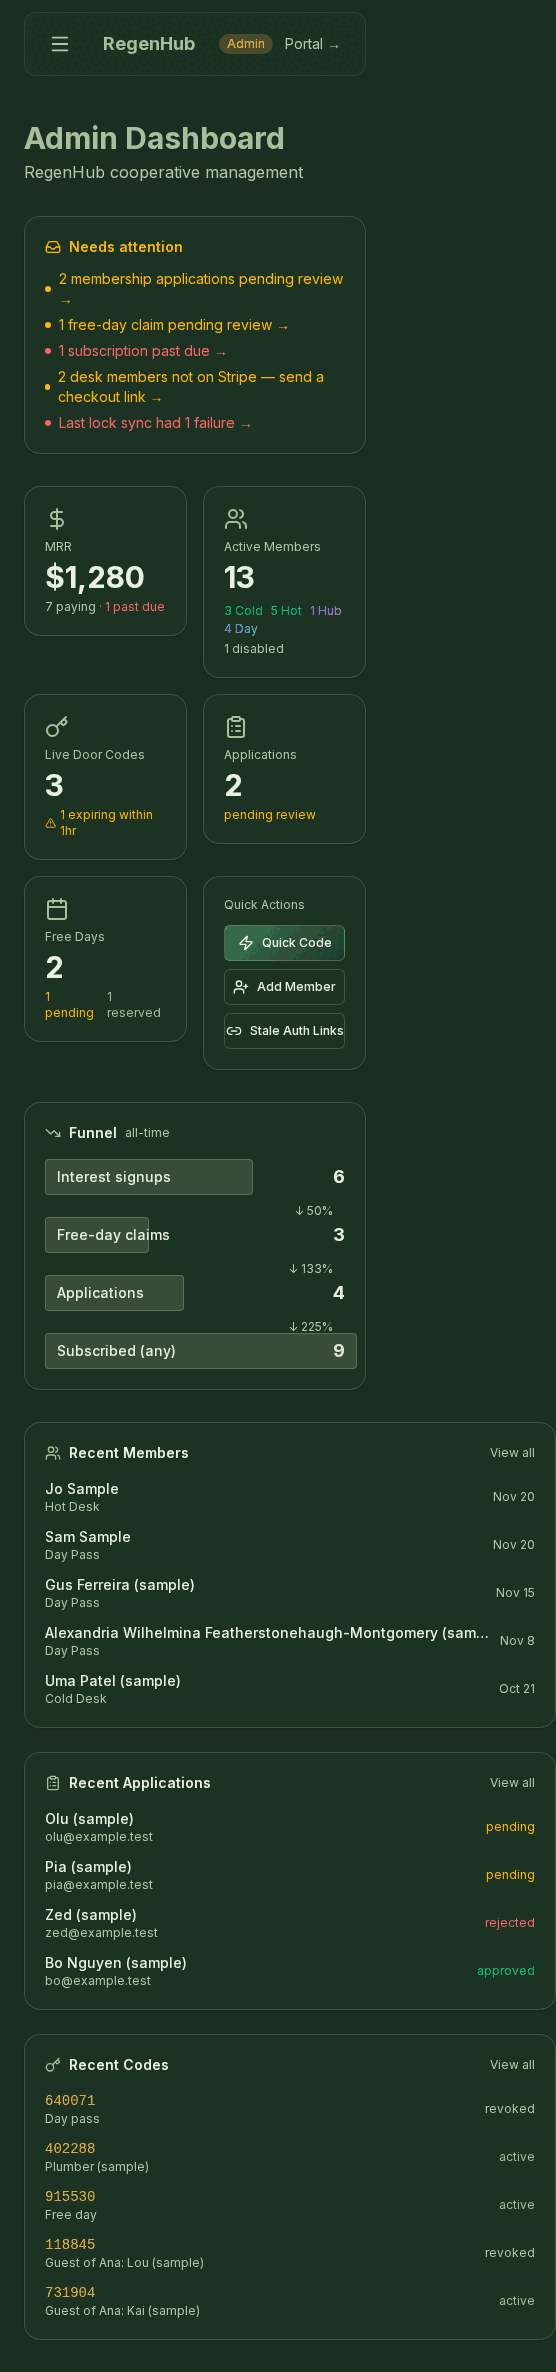 RegenHub Admin Portal →
Admin Dashboard
RegenHub cooperative management
Needs attention
2 membership applications pending review
→
1 free-day claim pending review →
1 subscription past due →
2 desk members not on Stripe — send a
checkout link →
Last lock sync had 1 failure →
MRR
$1,280
7 paying · 1 past due
Active Members
13
3 Cold 5 Hot 1 Hub
4 Day
1 disabled
Live Door Codes
3
1 expiring within
1hr
Applications
2
pending review
Free Days
2
1
pending
1
reserved
Quick Actions
Quick Code
Add Member
Stale Auth Links
Funnel all-time
Interest signups 6
↓ 50%
Free-day claims 3
↓ 133%
Applications 4
↓ 225%
Subscribed (any) 9
Recent Members View all
Jo Sample
Hot Desk
Nov 20
Sam Sample
Day Pass
Nov 20
Gus Ferreira (sample)
Day Pass
Nov 15
Alexandria Wilhelmina Featherstonehaugh-Montgomery (sam...
Day Pass
Nov 8
Uma Patel (sample)
Cold Desk
Oct 21
Recent Applications View all
Olu (sample)
olu@example.test
pending
Pia (sample)
pia@example.test
pending
Zed (sample)
zed@example.test
rejected
Bo Nguyen (sample)
bo@example.test
approved
Recent Codes View all
640071
Day pass
revoked
402288
Plumber (sample)
active
915530
Free day
active
118845
Guest of Ana: Lou (sample)
revoked
731904
Guest of Ana: Kai (sample)
active